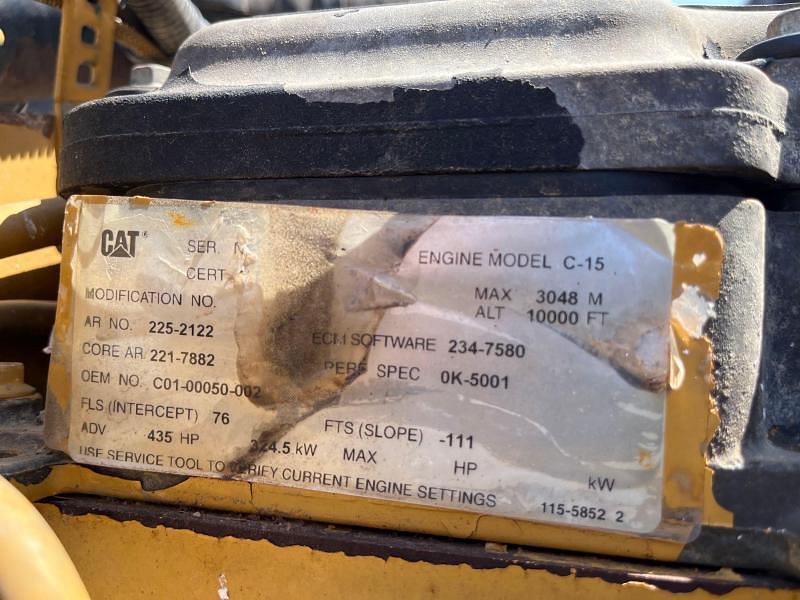 CAT SER. N ENGINE MODEL C-15
CERT
MODIFICATION NO. MAX 3048 M
ALT 10000 FT
AR NO. 225-2122 ECM SOFTWARE 234-7580
CORE AR 221-7882 PERF SPEC 0K-5001
OEM NO. C01-00050-002
FLS (INTERCEPT) 76 FTS (SLOPE) -111
ADV 435 HP 324.5 kW MAX HP kW
USE SERVICE TOOL TO VERIFY CURRENT ENGINE SETTINGS 115-5852 2